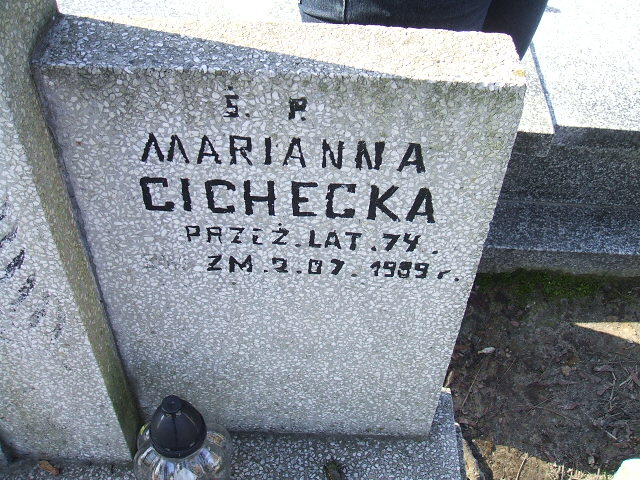 Ś. P.
MARIANNA
CICHECKA
PRZEŻ. LAT. 74.
ZM. 2.07. 1989 r.